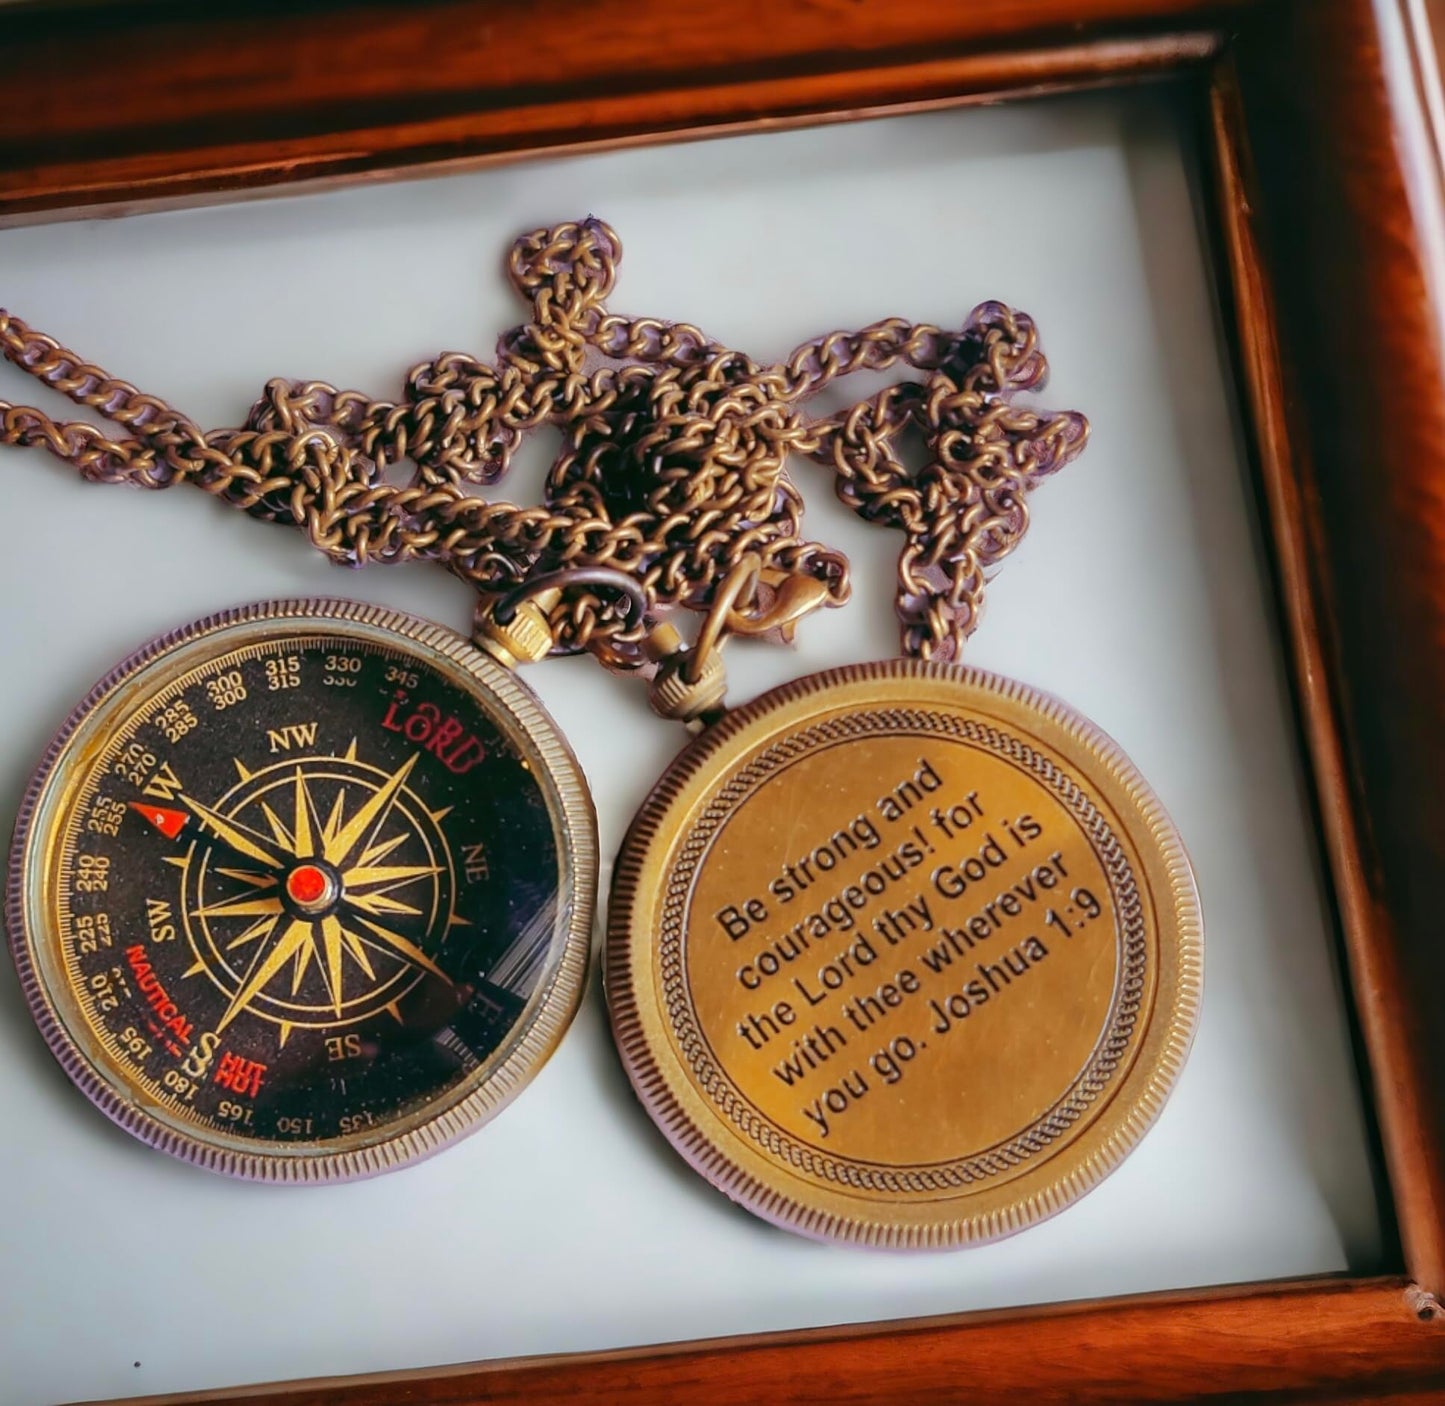 315
330
345
300
315
330
285
300
270
285
270
NW
LORD
W
255
255
NE
240
240
SW
225
225
NAUTICAL
210
195
S
SE
180
HUT
HUT
165
150
135
Be strong and
courageous! for
the Lord thy God is
with thee wherever
you go. Joshua 1:9